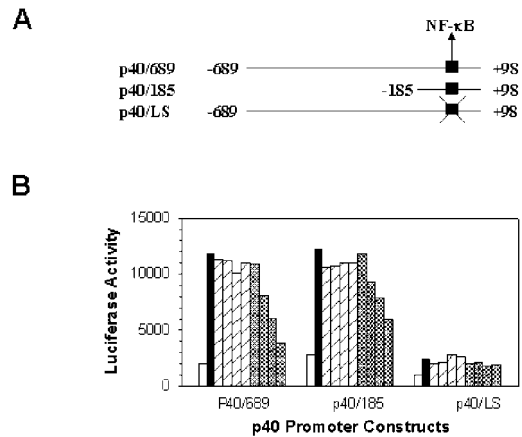 A
NF-κB
p40/689 -689 +98
p40/185 -185 +98
p40/LS -689 +98
B
Luciferase Activity
15000
10000
5000
0
P40/689 p40/185 p40/LS
p40 Promoter Constructs